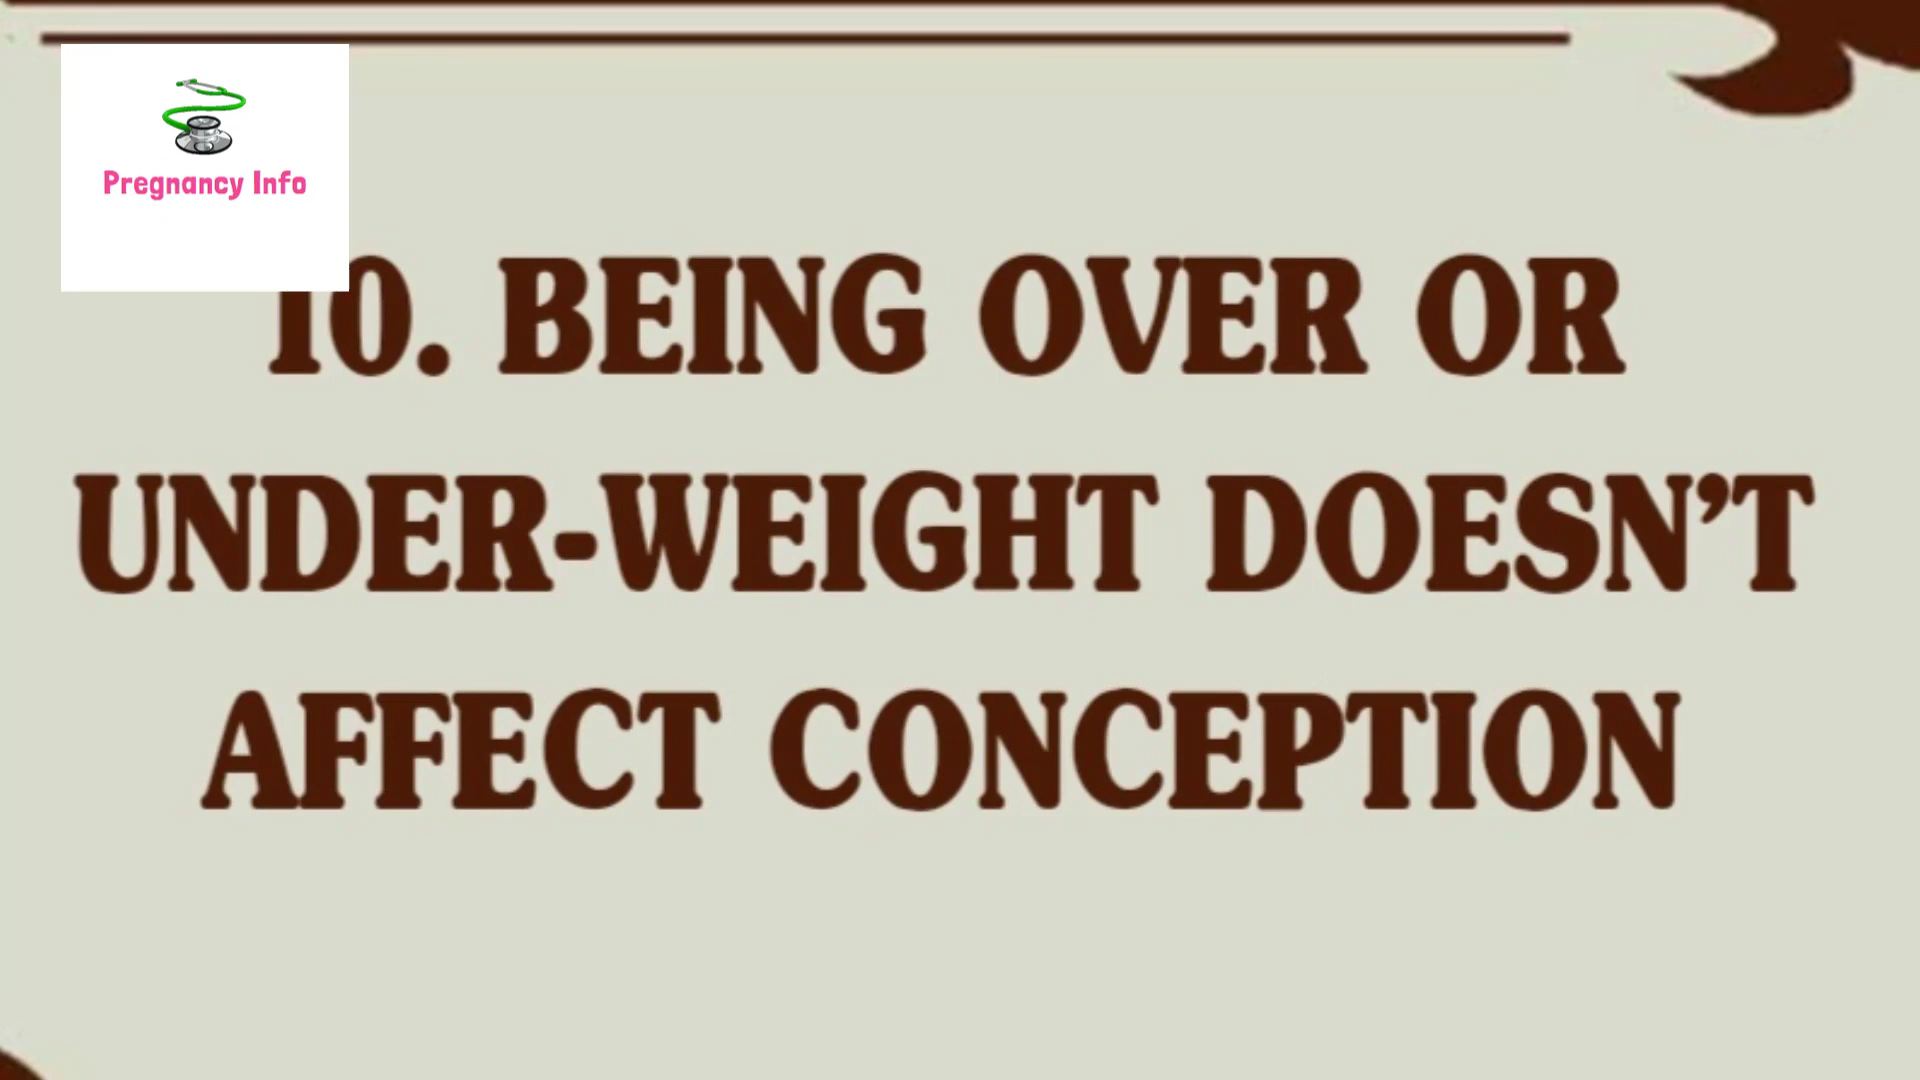 Pregnancy Info
10. BEING OVER OR
UNDER-WEIGHT DOESN’T
AFFECT CONCEPTION